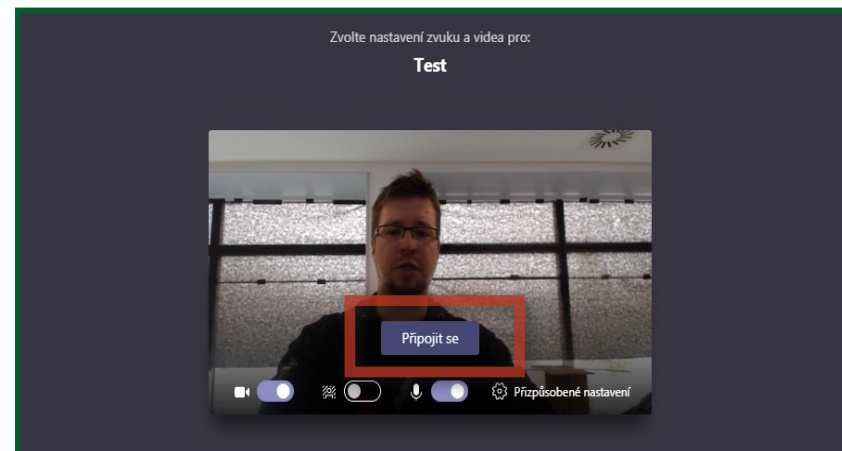 Zvolte nastavení zvuku a videa pro:
Test
Připojit se
Přizpůsobené nastavení